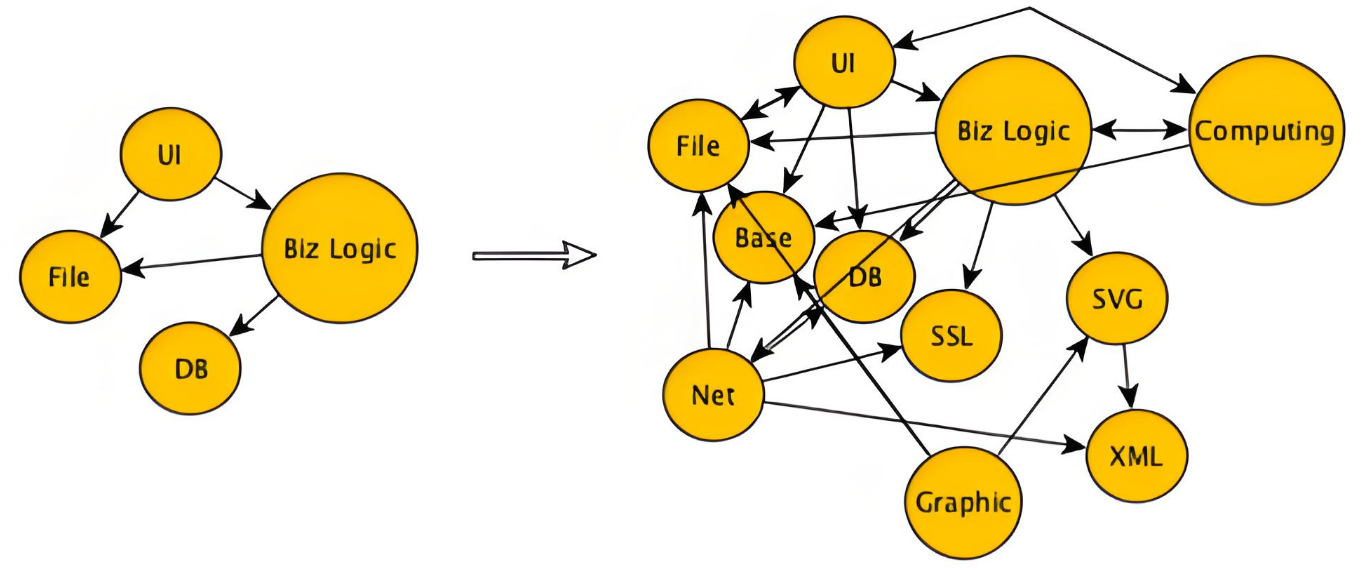 UI
Biz Logic
File
DB
UI
Biz Logic
Computing
File
Base
DB
SVG
SSL
Net
XML
Graphic